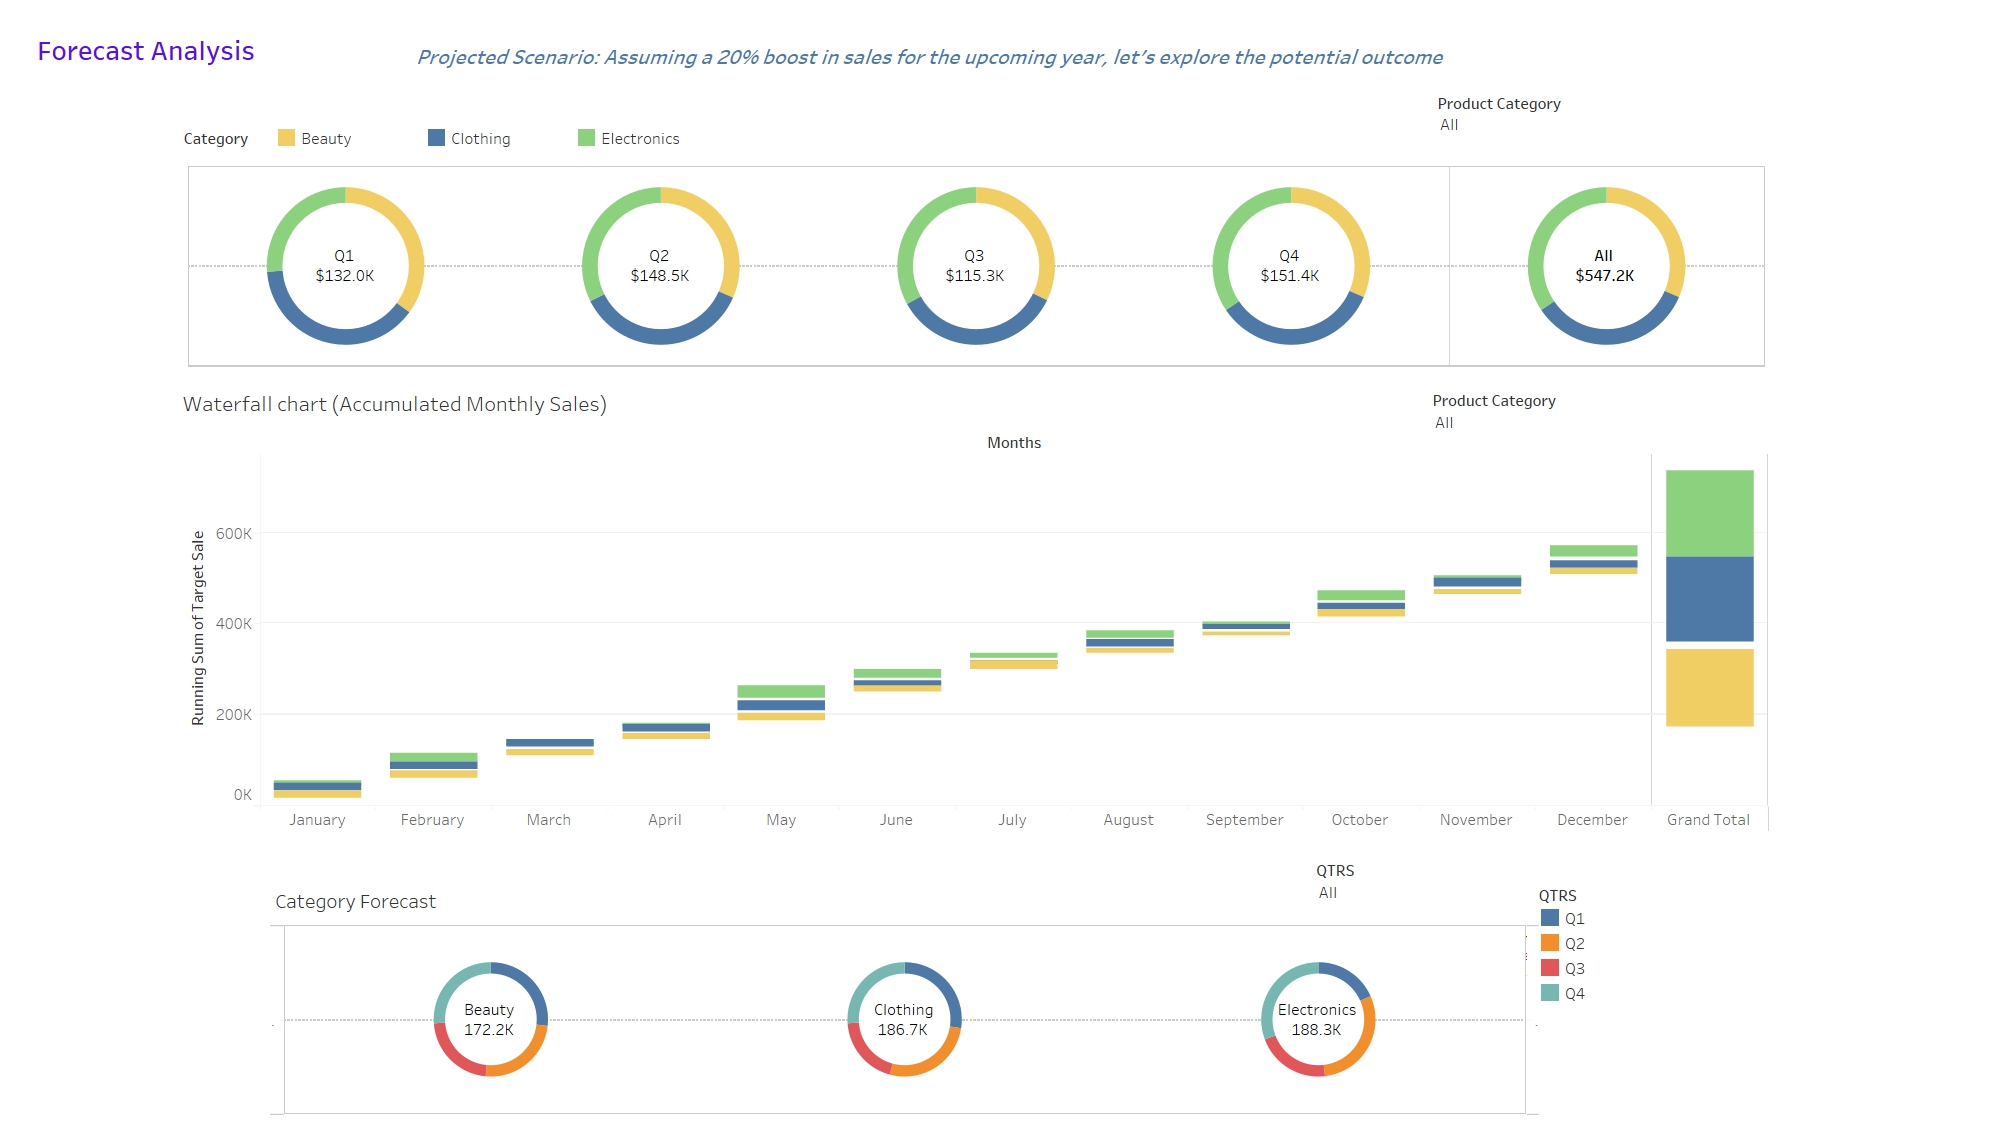 Forecast Analysis
Projected Scenario: Assuming a 20% boost in sales for the upcoming year, let's explore the potential outcome
Product Category
All
Category Beauty Clothing Electronics
Q1
$132.0K
Q2
$148.5K
Q3
$115.3K
Q4
$151.4K
All
$547.2K
Waterfall chart (Accumulated Monthly Sales)
Product Category
All
Months
Running Sum of Target Sale
600K
400K
200K
0K
January February March April May June July August September October November December Grand Total
QTRS
All
Category Forecast
QTRS
Q1
Q2
Q3
Q4
Beauty
172.2K
Clothing
186.7K
Electronics
188.3K